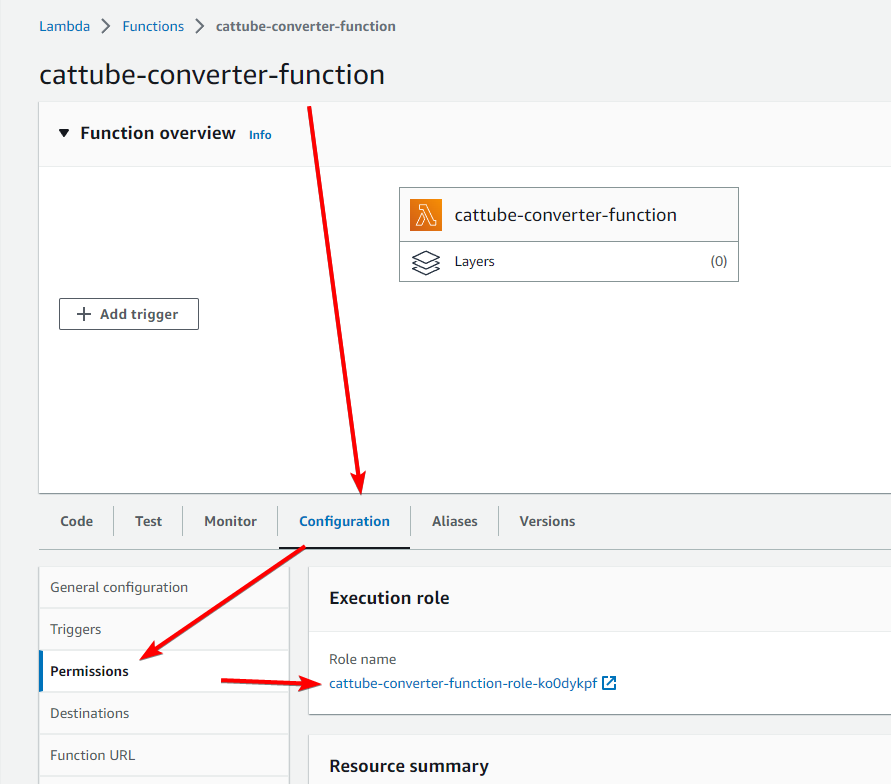 Lambda > Functions > cattube-converter-function
cattube-converter-function
Function overview Info
cattube-converter-function
Layers (0)
Add trigger
Code Test Monitor Configuration Aliases Versions
General configuration
Triggers
Permissions
Destinations
Function URL
Execution role
Role name
cattube-converter-function-role-ko0dykpf
Resource summary